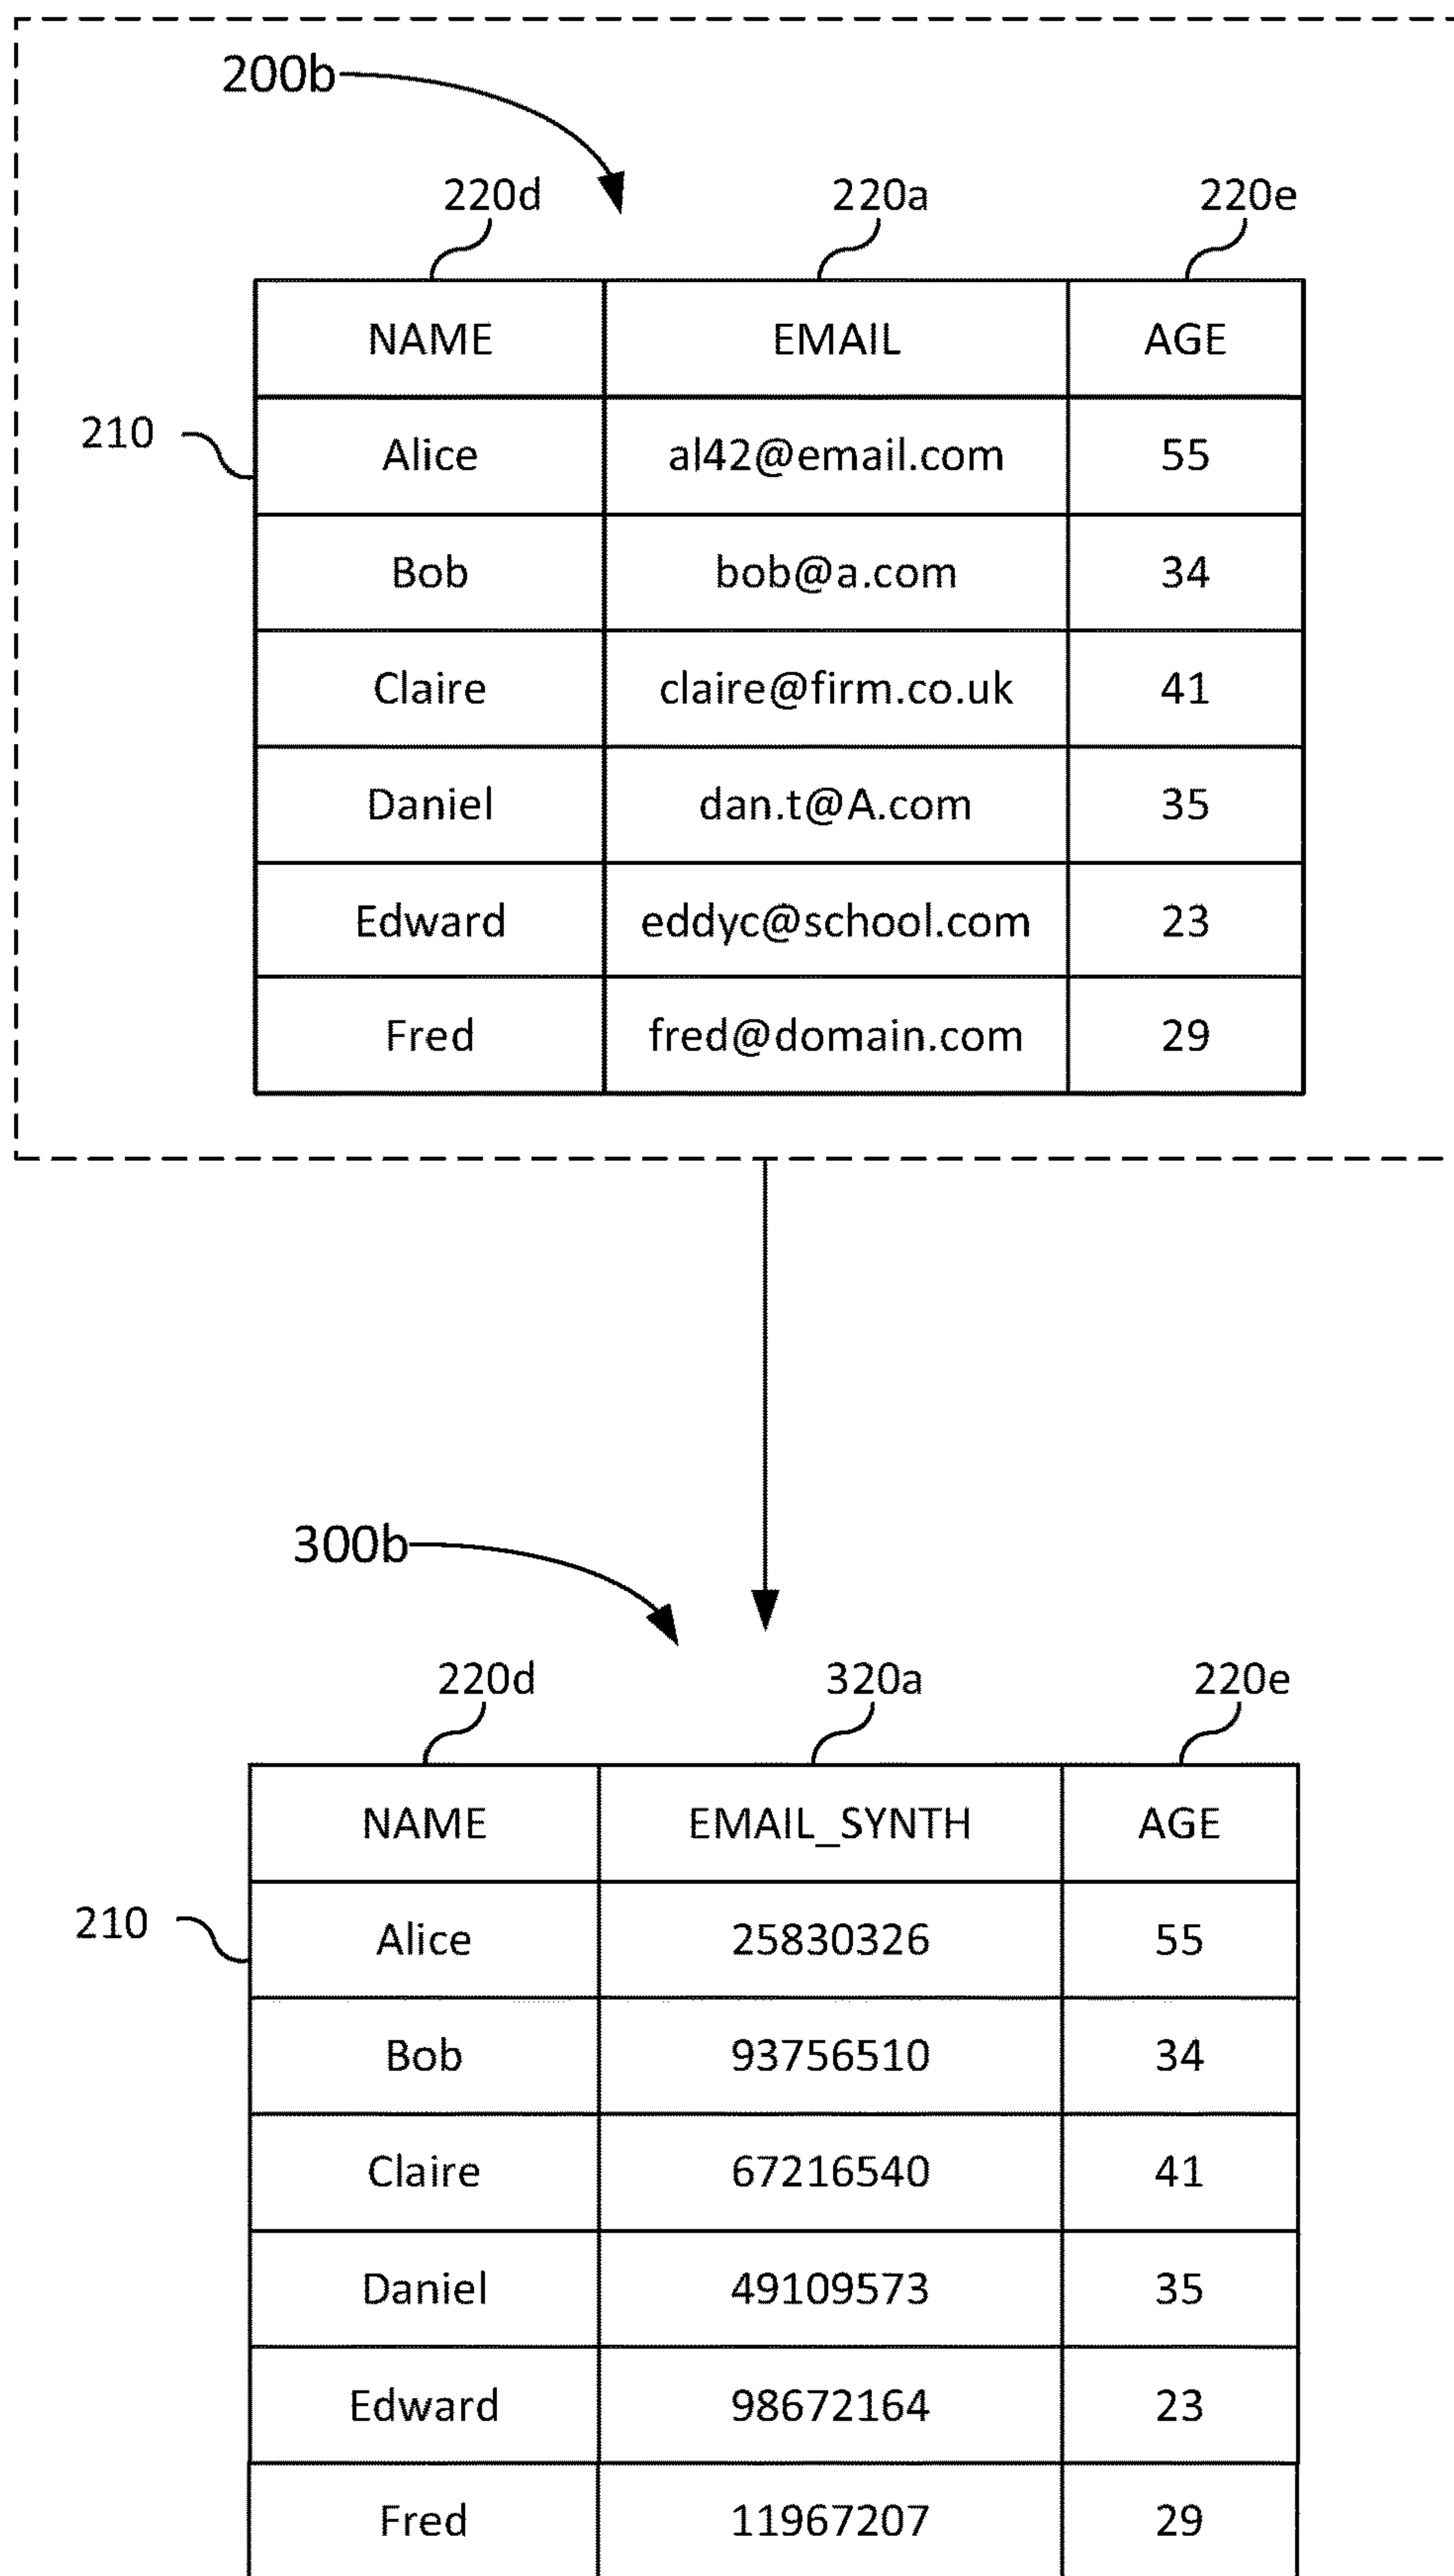 200b
220d 220a 220e
NAME EMAIL AGE
210
Alice al42@email.com 55
Bob bob@a.com 34
Claire claire@firm.co.uk 41
Daniel dan.t@A.com 35
Edward eddyc@school.com 23
Fred fred@domain.com 29
300b
220d 320a 220e
NAME EMAIL_SYNTH AGE
210
Alice 25830326 55
Bob 93756510 34
Claire 67216540 41
Daniel 49109573 35
Edward 98672164 23
Fred 11967207 29